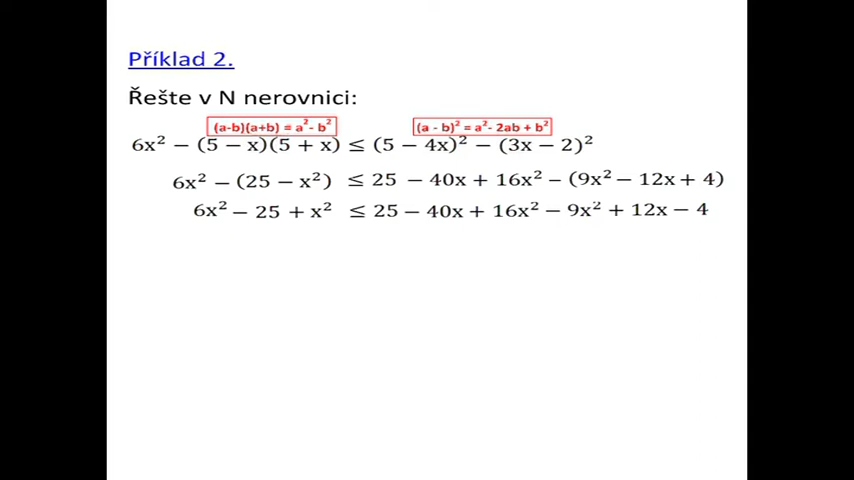 Příklad 2.
Řešte v N nerovnici:
(a-b)(a+b) = a² - b² (a - b)² = a² - 2ab + b²
6x² − (5 − x)(5 + x) ≤ (5 − 4x)² − (3x − 2)²
6x² − (25 − x²) ≤ 25 − 40x + 16x² − (9x² − 12x + 4)
6x² − 25 + x² ≤ 25 − 40x + 16x² − 9x² + 12x − 4